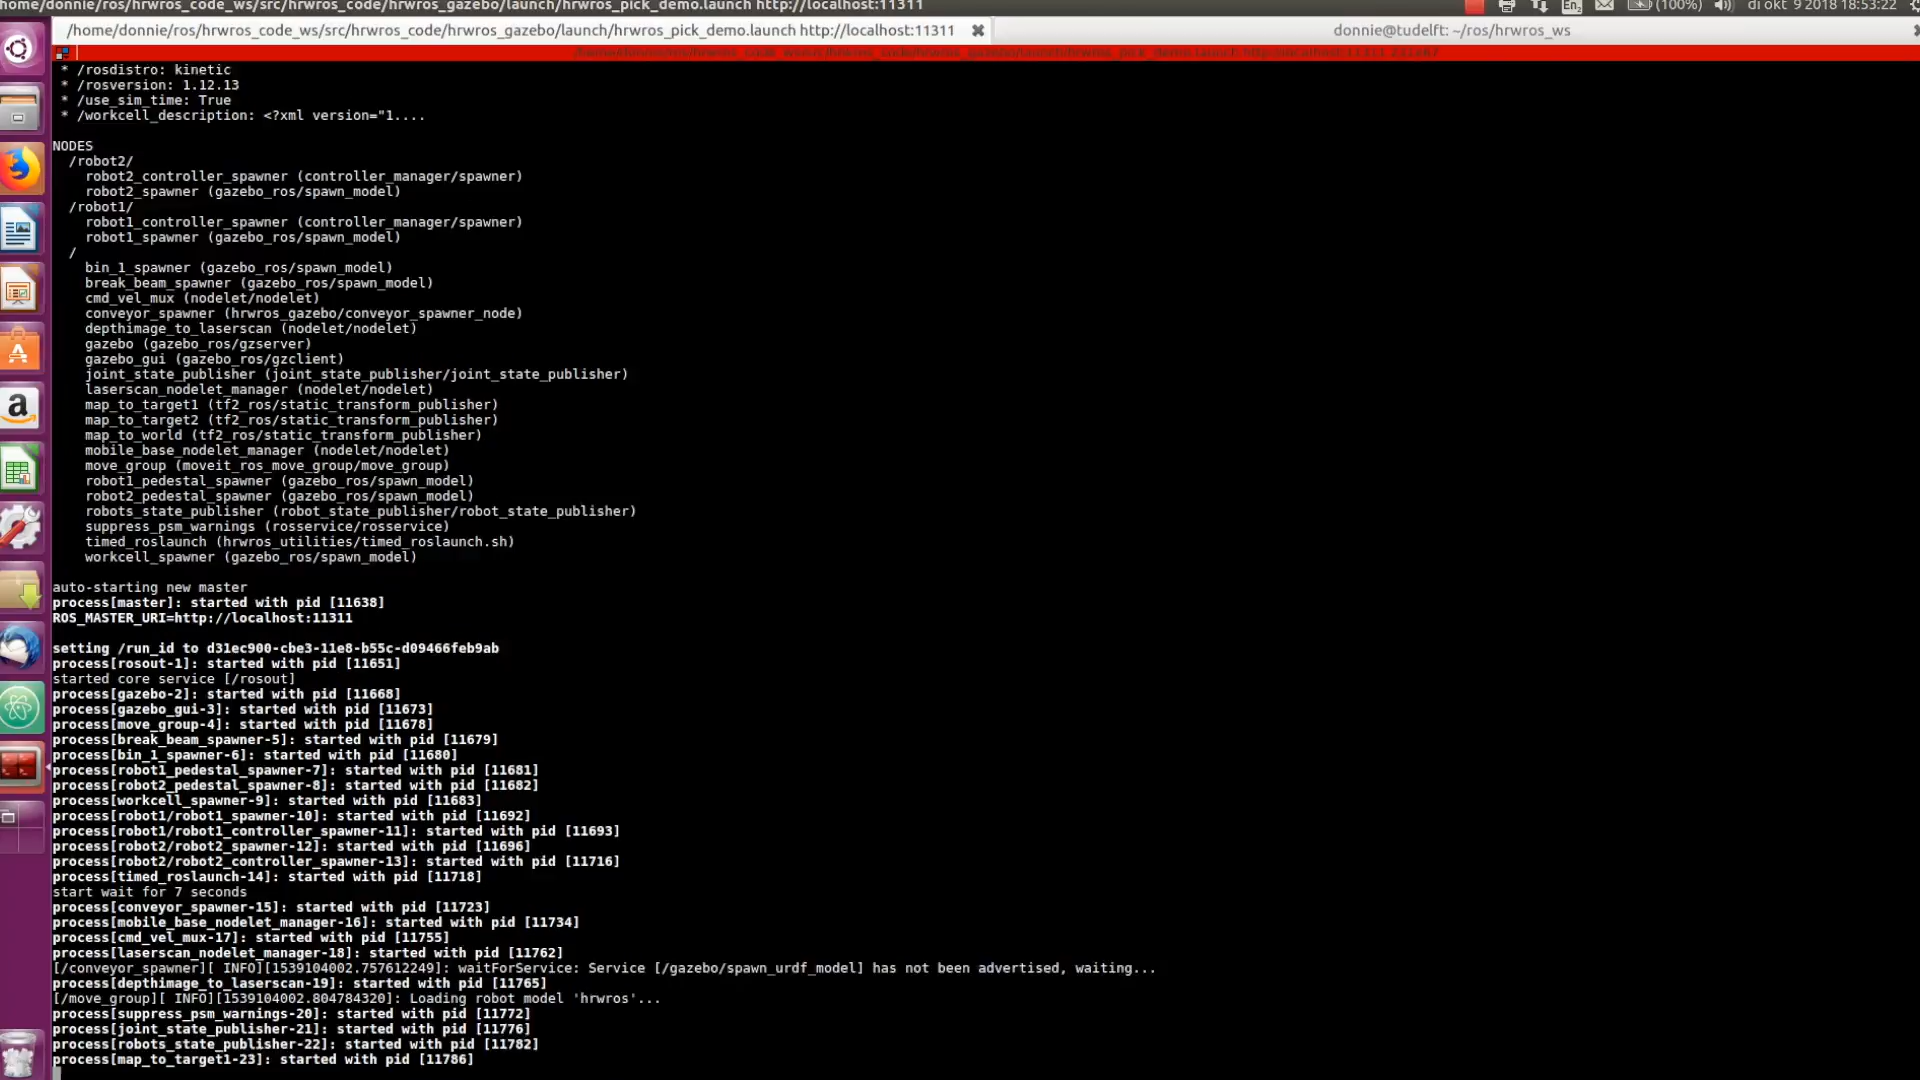 home/donnie/ros/hrwros_code_ws/src/hrwros_code/hrwros_gazebo/launch/hrwros_pick_demo.launch http://localhost:11311
En2
(100%)
di okt 9 2018 18:53:22
/home/donnie/ros/hrwros_code_ws/src/hrwros_code/hrwros_gazebo/launch/hrwros_pick_demo.launch http://localhost:11311
donnie@tudelft: ~/ros/hrwros_ws
* /rosdistro: kinetic
* /rosversion: 1.12.13
* /use_sim_time: True
* /workcell_description: <?xml version="1....
NODES
/robot2/
robot2_controller_spawner (controller_manager/spawner)
robot2_spawner (gazebo_ros/spawn_model)
/robot1/
robot1_controller_spawner (controller_manager/spawner)
robot1_spawner (gazebo_ros/spawn_model)
/
bin_1_spawner (gazebo_ros/spawn_model)
break_beam_spawner (gazebo_ros/spawn_model)
cmd_vel_mux (nodelet/nodelet)
conveyor_spawner (hrwros_gazebo/conveyor_spawner_node)
depthimage_to_laserscan (nodelet/nodelet)
gazebo (gazebo_ros/gzserver)
gazebo_gui (gazebo_ros/gzclient)
joint_state_publisher (joint_state_publisher/joint_state_publisher)
laserscan_nodelet_manager (nodelet/nodelet)
map_to_target1 (tf2_ros/static_transform_publisher)
map_to_target2 (tf2_ros/static_transform_publisher)
map_to_world (tf2_ros/static_transform_publisher)
mobile_base_nodelet_manager (nodelet/nodelet)
move_group (moveit_ros_move_group/move_group)
robot1_pedestal_spawner (gazebo_ros/spawn_model)
robot2_pedestal_spawner (gazebo_ros/spawn_model)
robots_state_publisher (robot_state_publisher/robot_state_publisher)
suppress_psm_warnings (rosservice/rosservice)
timed_roslaunch (hrwros_utilities/timed_roslaunch.sh)
workcell_spawner (gazebo_ros/spawn_model)
auto-starting new master
process[master]: started with pid [11638]
ROS_MASTER_URI=http://localhost:11311
setting /run_id to d31ec900-cbe3-11e8-b55c-d09466feb9ab
process[rosout-1]: started with pid [11651]
started core service [/rosout]
process[gazebo-2]: started with pid [11668]
process[gazebo_gui-3]: started with pid [11673]
process[move_group-4]: started with pid [11678]
process[break_beam_spawner-5]: started with pid [11679]
process[bin_1_spawner-6]: started with pid [11680]
process[robot1_pedestal_spawner-7]: started with pid [11681]
process[robot2_pedestal_spawner-8]: started with pid [11682]
process[workcell_spawner-9]: started with pid [11683]
process[robot1/robot1_spawner-10]: started with pid [11692]
process[robot1/robot1_controller_spawner-11]: started with pid [11693]
process[robot2/robot2_spawner-12]: started with pid [11696]
process[robot2/robot2_controller_spawner-13]: started with pid [11716]
process[timed_roslaunch-14]: started with pid [11718]
start wait for 7 seconds
process[conveyor_spawner-15]: started with pid [11723]
process[mobile_base_nodelet_manager-16]: started with pid [11734]
process[cmd_vel_mux-17]: started with pid [11755]
process[laserscan_nodelet_manager-18]: started with pid [11762]
[/conveyor_spawner][ INFO][1539104002.757612249]: waitForService: Service [/gazebo/spawn_urdf_model] has not been advertised, waiting...
process[depthimage_to_laserscan-19]: started with pid [11765]
[/move_group][ INFO][1539104002.804784320]: Loading robot model 'hrwros'...
process[suppress_psm_warnings-20]: started with pid [11772]
process[joint_state_publisher-21]: started with pid [11776]
process[robots_state_publisher-22]: started with pid [11782]
process[map_to_target1-23]: started with pid [11786]